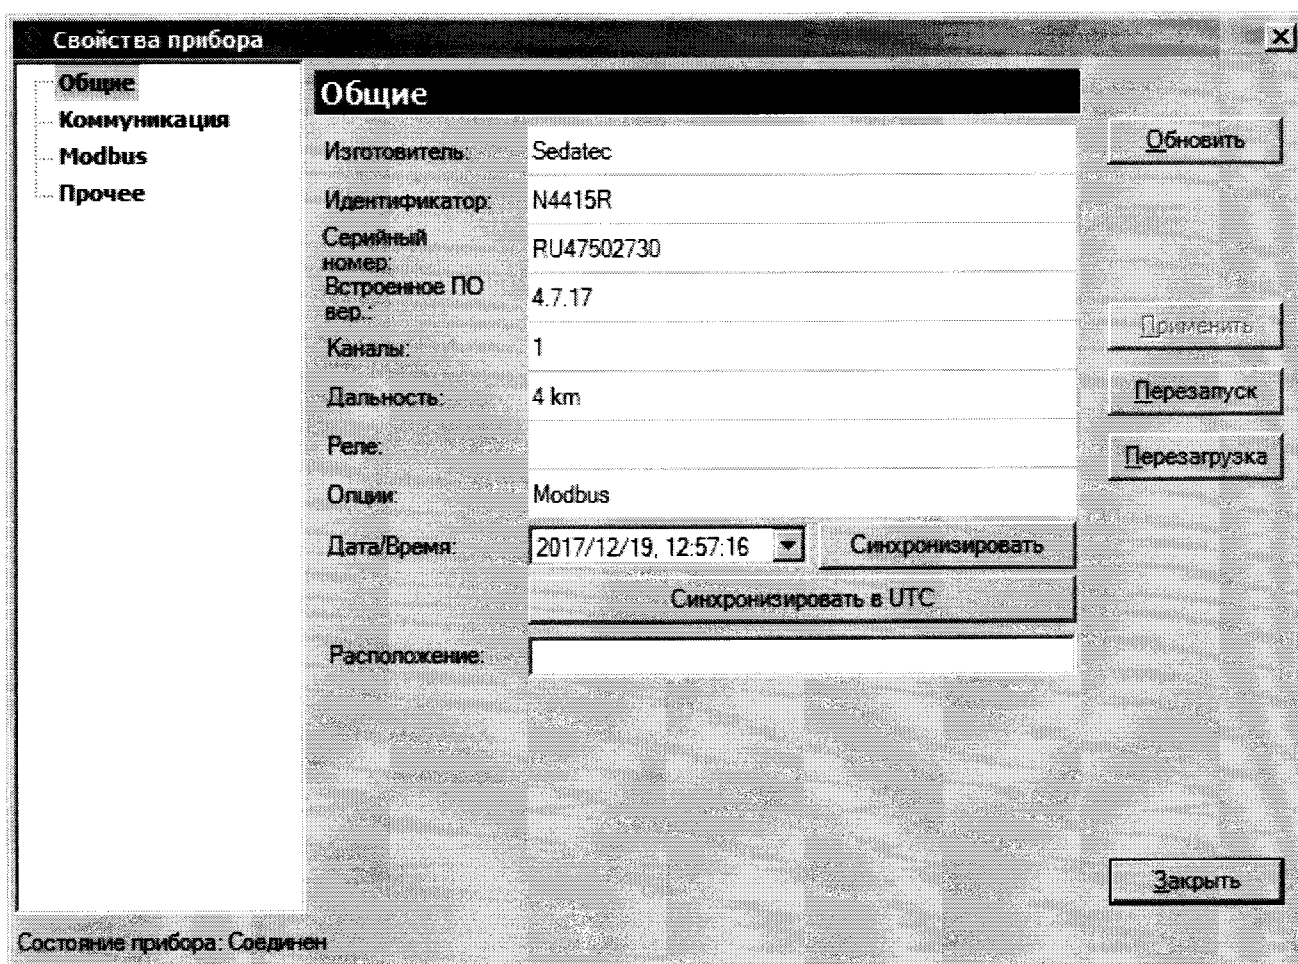 Свойства прибора
Общие
Коммуникация
Modbus
Прочее
Общие
Изготовитель: Sedatec
Идентификатор: N4415R
Серийный
номер: RU47502730
Встроенное ПО
вер.: 4.7.17
Каналы: 1
Дальность: 4 km
Реле:
Опции: Modbus
Дата/Время: 2017/12/19, 12:57:16 Синхронизировать
Синхронизировать в UTC
Расположение:
Обновить
Применить
Перезапуск
Перезагрузка
Закрыть
Состояние прибора: Соединен